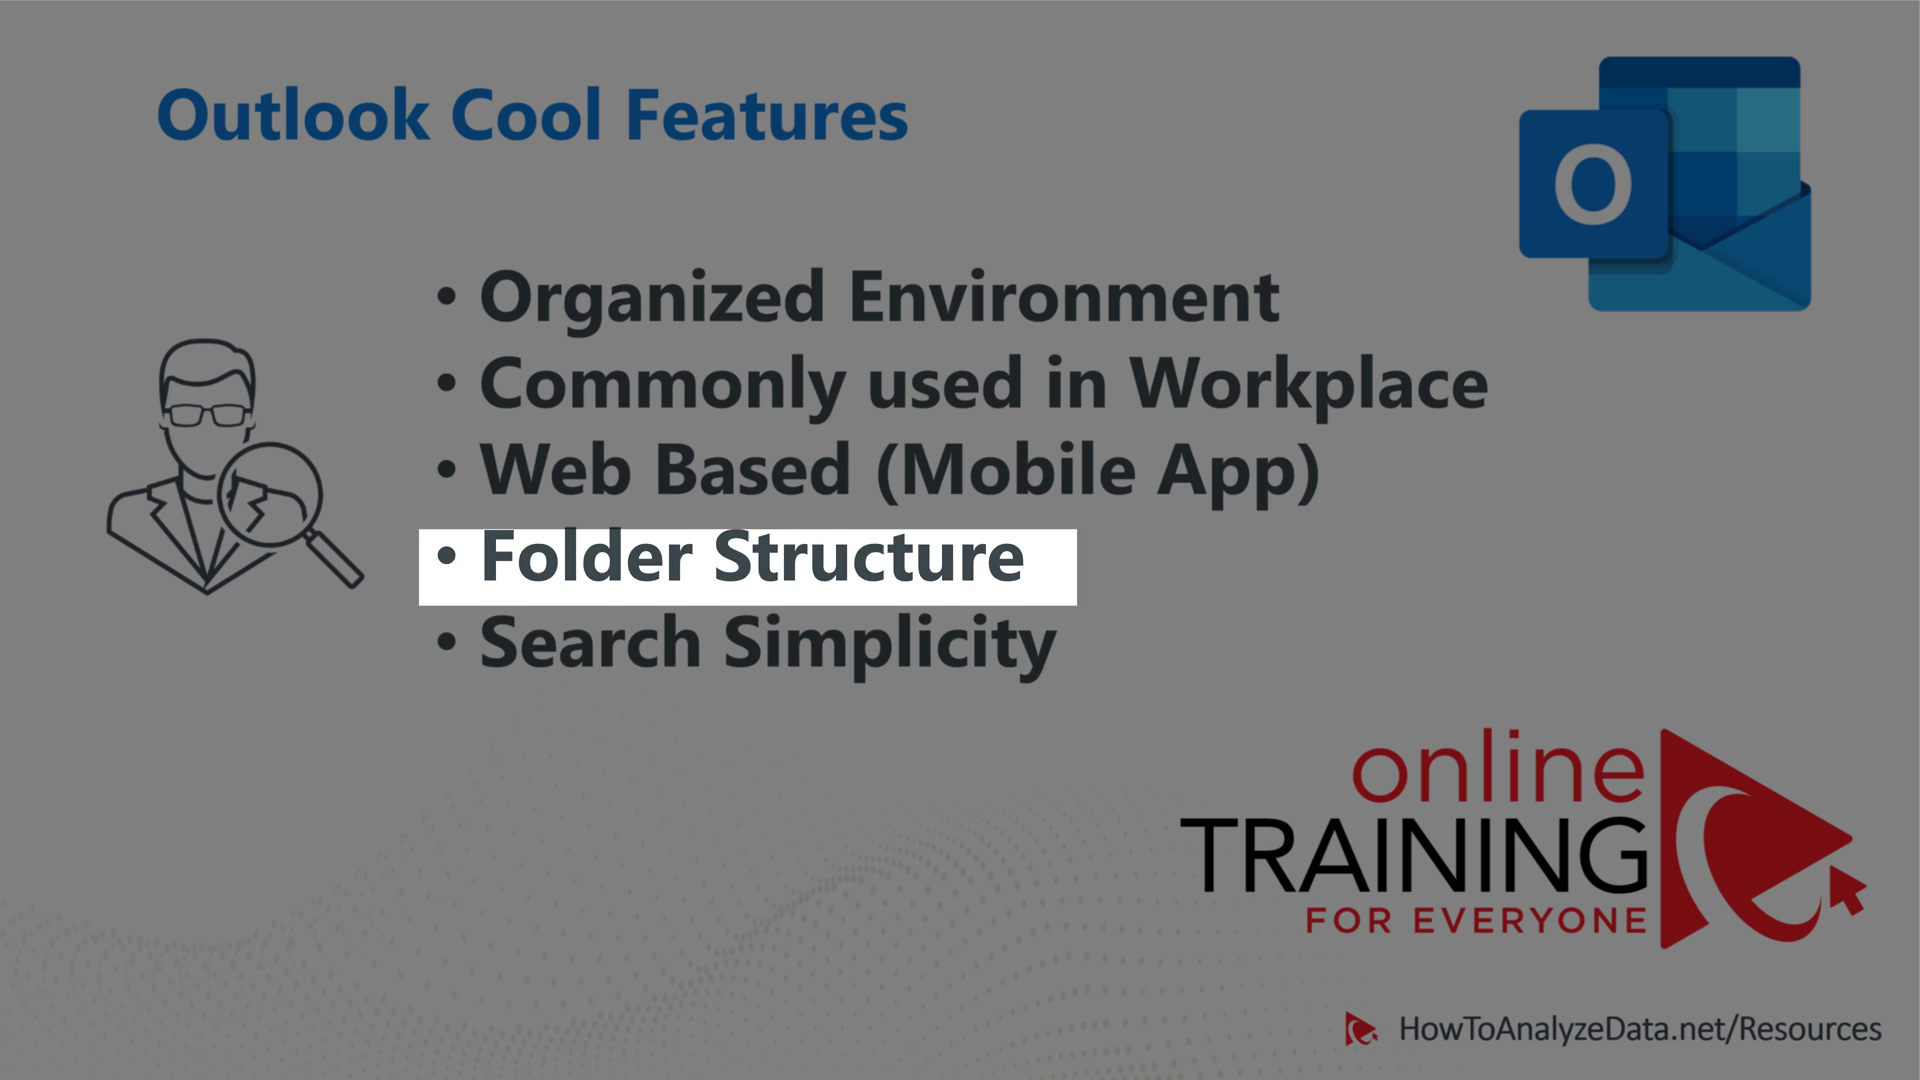 Outlook Cool Features
O
• Organized Environment
• Commonly used in Workplace
• Web Based (Mobile App)
• Folder Structure
• Search Simplicity
online
TRAINING
FOR EVERYONE
HowToAnalyzeData.net/Resources